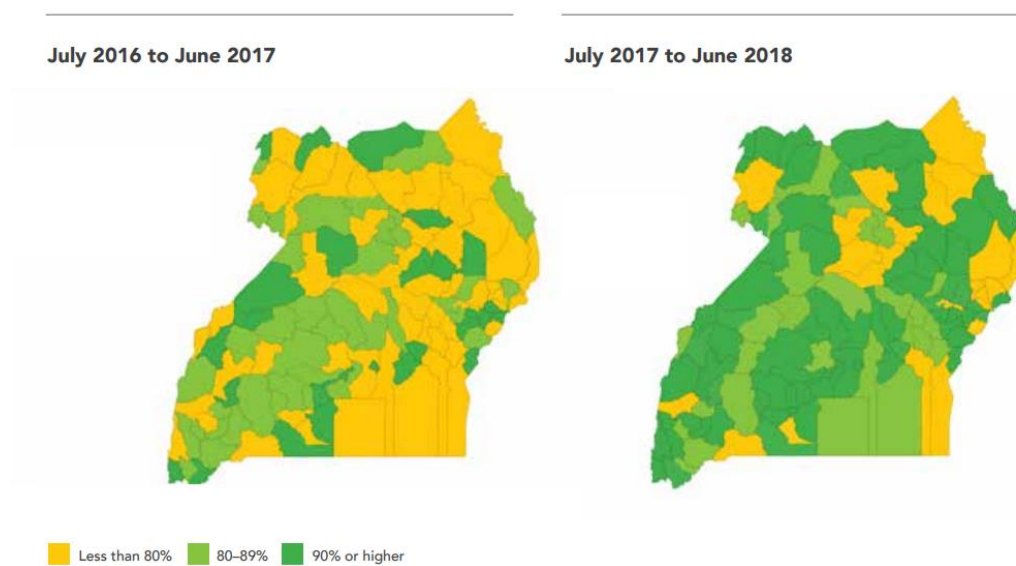 July 2016 to June 2017
July 2017 to June 2018
Less than 80%
80–89%
90% or higher